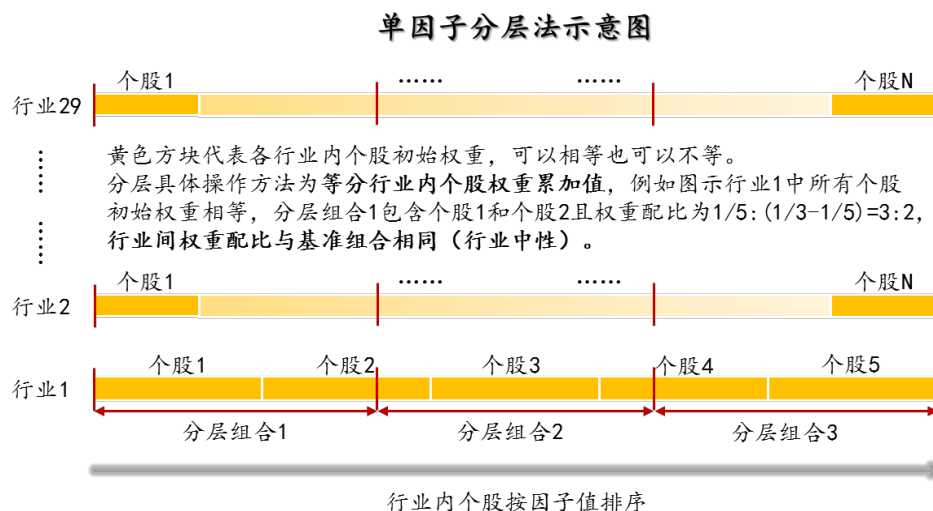 单因子分层法示意图
个股1 …… …… 个股N
行业29
……
黄色方块代表各行业内个股初始权重，可以相等也可以不等。
分层具体操作方法为等分行业内个股权重累加值，例如图示行业1中所有个股
初始权重相等，分层组合1包含个股1和个股2且权重配比为1/5:(1/3-1/5)=3:2，
行业间权重配比与基准组合相同（行业中性）。
……
个股1 …… …… 个股N
行业2
个股1 个股2 个股3 个股4 个股5
行业1
分层组合1 分层组合2 分层组合3
行业内个股按因子值排序